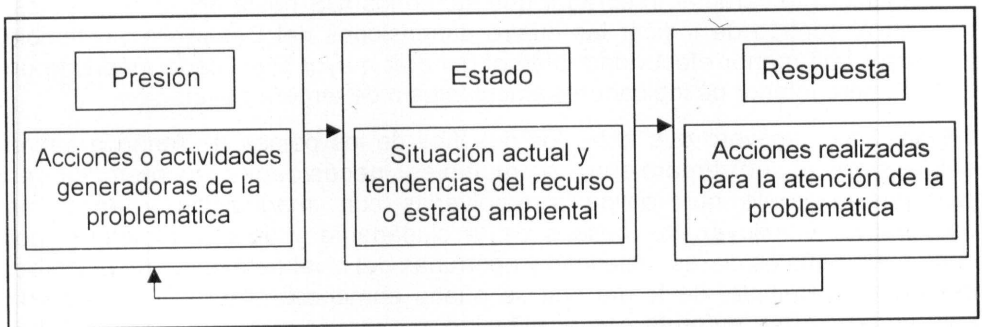 Presión
Acciones o actividades
generadoras de la
problemática
Estado
Situación actual y
tendencias del recurso
o estrato ambiental
Respuesta
Acciones realizadas
para la atención de la
problemática